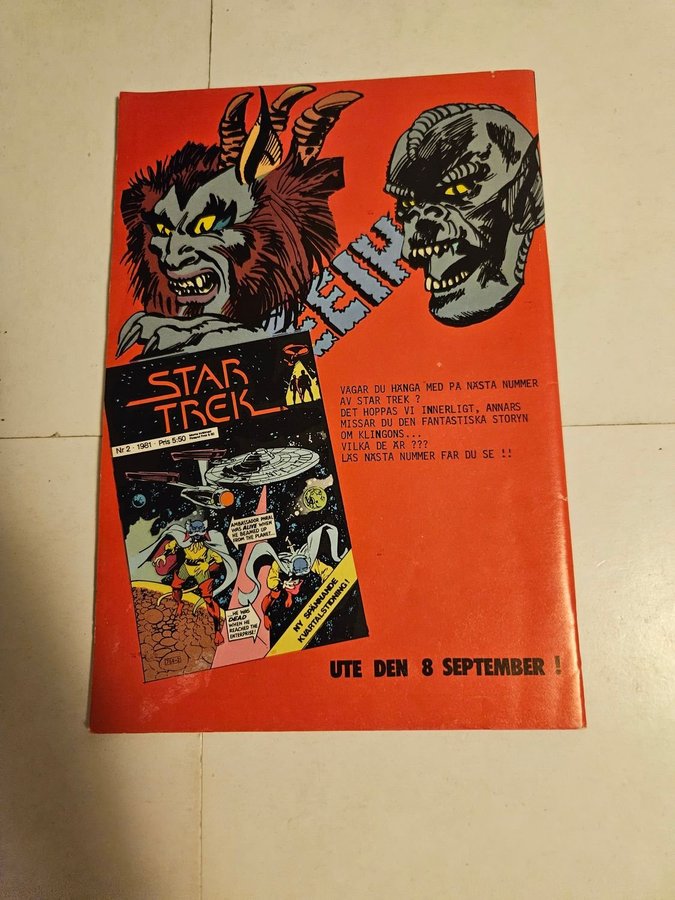 EEIK
VÅGAR DU HÄNGA MED PÅ NÄSTA NUMMER
AV STAR TREK ?
DET HOPPAS VI INNERLIGT, ANNARS
MISSAR DU DEN FANTASTISKA STORYN
OM KLINGONS...
VILKA DE ÄR ???
LÄS NÄSTA NUMMER FÅR DU SE !!
STAR
TREK
Nr 2 · 1981 · Pris 5:50
AMBASSADOR PHRAL
WAS ALIVE WHEN
HE BEAMED UP
FROM THE PLANET...
...HE WAS
DEAD
WHEN HE
REACHED THE
ENTERPRISE!
NY SPÄNNANDE
KVARTALSTIDNING!
UTE DEN 8 SEPTEMBER !